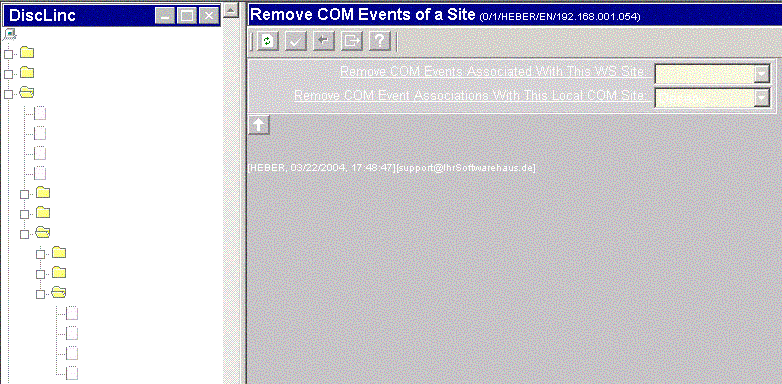 DiscLinc
Remove COM Events of a Site (0/1/HEBER/EN/192.168.001.054)
?
Remove COM Events Associated With This WS Site
Remove COM Event Associations With This Local COM Site
[HEBER, 03/22/2004, 17:48:47][support@IhrSoftwarehaus.de]